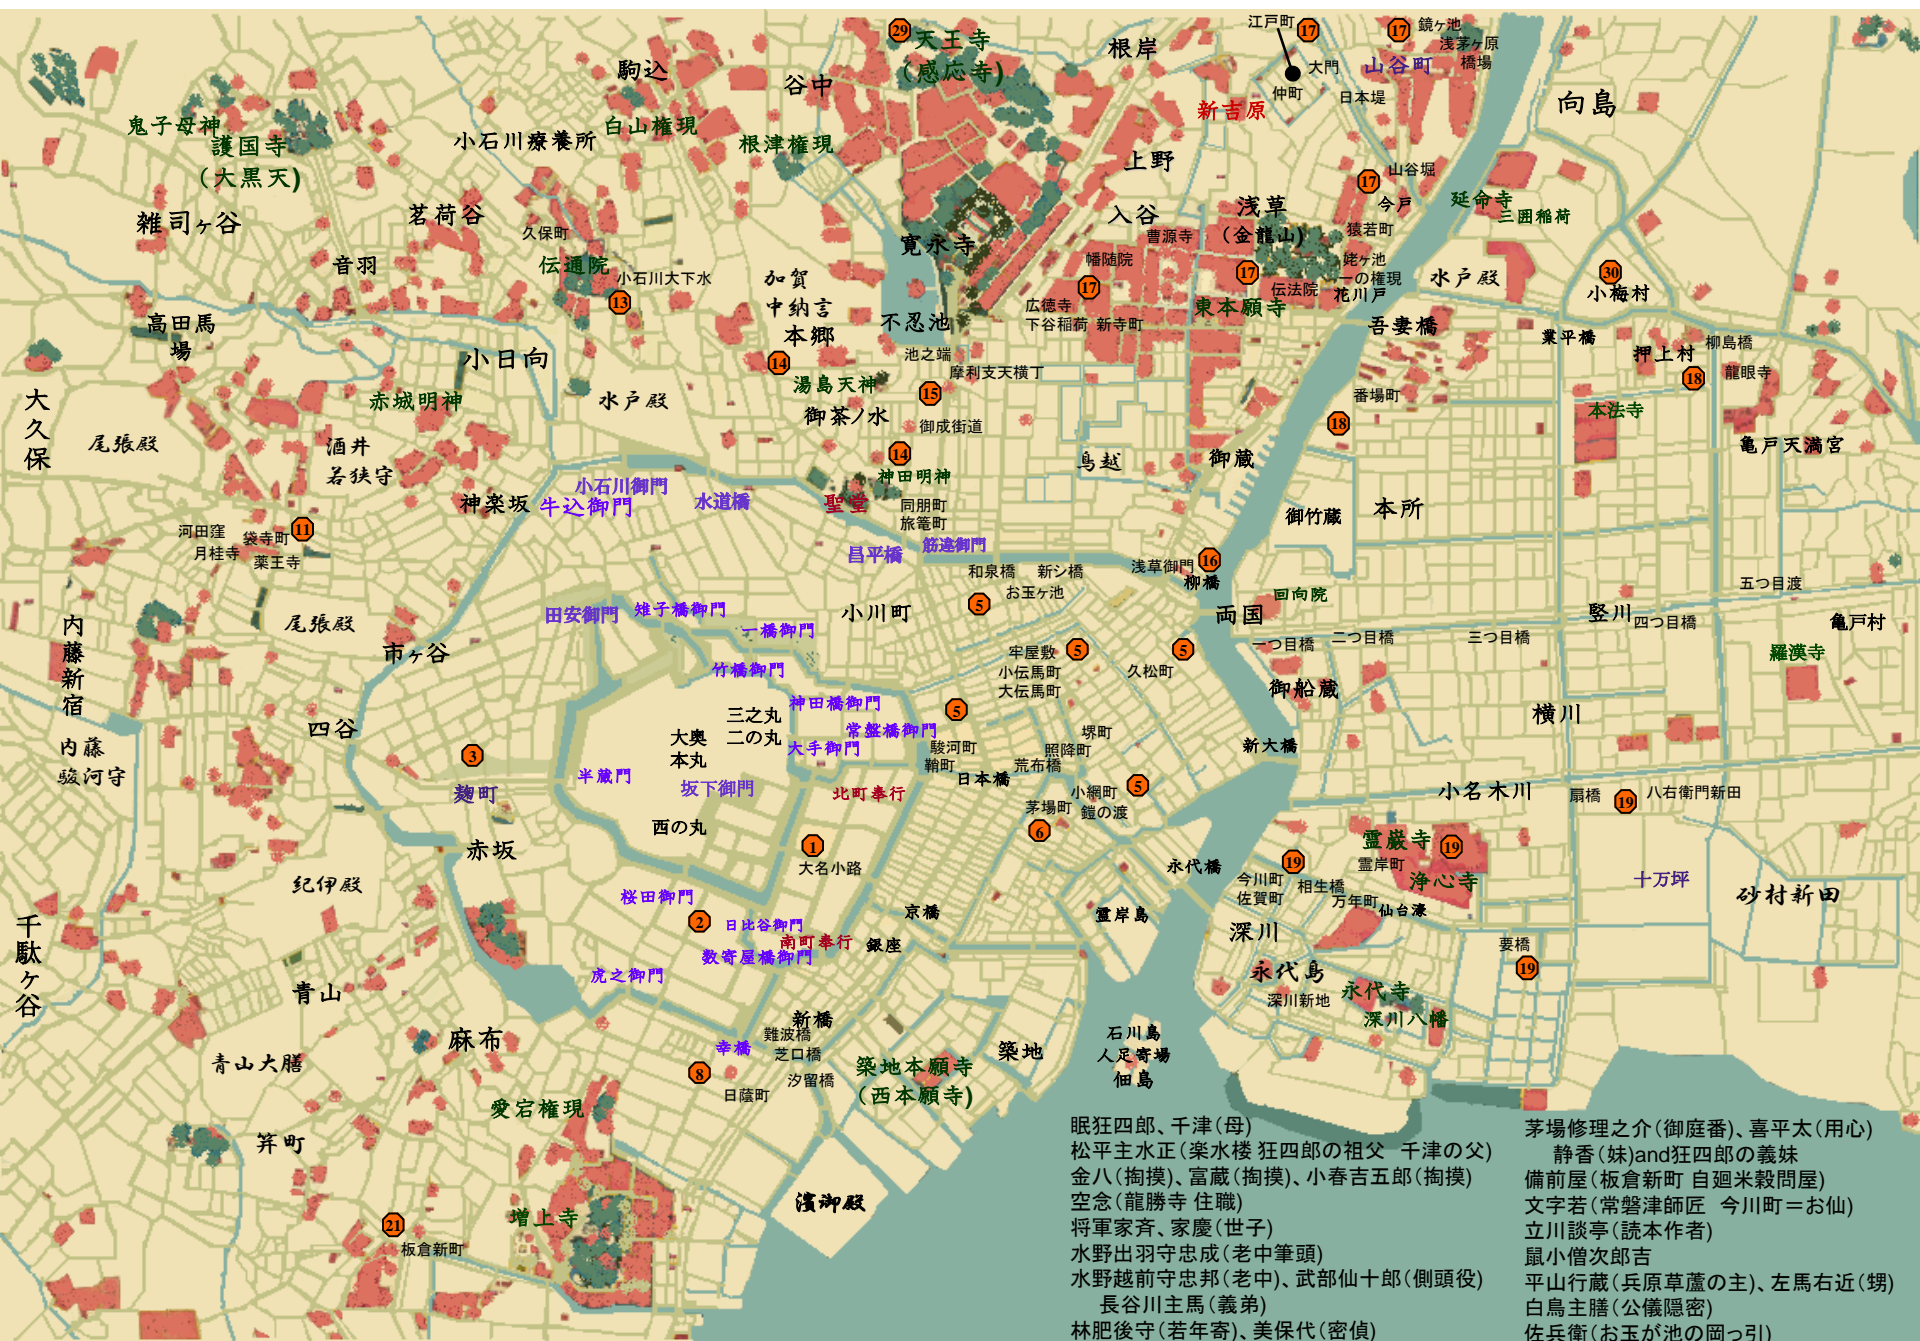 29
天王寺
(感応寺)
根岸
江戸町
17
17
鏡ヶ池
浅茅ヶ原
橋場
駒込
谷中
大門
山谷町
仲町
日本堤
新吉原
向島
鬼子母神
護国寺
(大黒天)
小石川療養所
白山権現
根津権現
上野
17
山谷堀
今戸
延命寺
三囲稲荷
雑司ヶ谷
茗荷谷
久保町
入谷
浅草
(金龍山)
猿若町
曹源寺
寛永寺
姥ヶ池
一の権現
花川戸
音羽
伝通院
小石川大下水
13
加賀
中納言
本郷
幡随院
17
17
伝法院
水戸殿
30
小梅村
広徳寺
下谷稲荷 新寺町
東本願寺
吾妻橋
業平橋
高田馬
場
不忍池
池之端
押上村
柳島橋
18
龍眼寺
小日向
14
湯島天神
摩利支天横丁
15
水戸殿
御茶ノ水
御成街道
番場町
18
本法寺
亀戸天満宮
大久保
尾張殿
赤城明神
酒井
若狭守
14
神田明神
鳥越
御蔵
神楽坂
小石川御門
牛込御門
水道橋
聖堂
同朋町
旅篭町
御竹蔵
本所
河田窪
袋寺町
11
月桂寺
薬王寺
昌平橋
筋違御門
和泉橋
新シ橋
浅草御門
16
柳橋
お玉ヶ池
5
回向院
五つ目渡
内藤新宿
尾張殿
田安御門
雉子橋御門
一橋御門
小川町
両国
竪川
四つ目橋
亀戸村
市ヶ谷
竹橋御門
牢屋敷
5
5
小伝馬町
大伝馬町
久松町
一つ目橋
二つ目橋
三つ目橋
羅漢寺
御船蔵
神田橋御門
5
四谷
三之丸
二の丸
大奥
本丸
常盤橋御門
大手御門
横川
内藤
駿河守
駿河町
鞘町
日本橋
堺町
照降町
荒布橋
新大橋
3
麹町
半蔵門
坂下御門
北町奉行
小網町
5
茅場町
鎧の渡
6
小名木川
扇橋
19
八右衛門新田
西の丸
赤坂
1
大名小路
永代橋
19
霊巌寺
19
霊岸町
浄心寺
今川町
佐賀町
相生橋
万年町
仙台濠
十万坪
砂村新田
紀伊殿
桜田御門
2
日比谷御門
南町奉行
数寄屋橋御門
京橋
銀座
霊岸島
深川
要橋
19
千駄ヶ谷
虎之御門
青山
永代島
深川新地
永代寺
深川八幡
麻布
新橋
難波橋
芝口橋
幸橋
汐留橋
8
日蔭町
築地
築地本願寺
(西本願寺)
石川島
人足寄場
佃島
青山大膳
愛宕権現
笄町
濱御殿
増上寺
21
板倉新町
眠狂四郎、千津(母)
松平主水正(楽水楼 狂四郎の祖父 千津の父)
金八(掏摸)、富蔵(掏摸)、小春吉五郎(掏摸)
空念(龍勝寺 住職)
将軍家斉、家慶(世子)
水野出羽守忠成(老中筆頭)
水野越前守忠邦(老中)、武部仙十郎(側頭役)
長谷川主馬(義弟)
林肥後守(若年寄)、美保代(密偵)
茅場修理之介(御庭番)、喜平太(用心)
静香(妹)and狂四郎の義妹
備前屋(板倉新町 自廻米穀問屋)
文字若(常磐津師匠 今川町＝お仙)
立川談亭(読本作者)
鼠小僧次郎吉
平山行蔵(兵原草蘆の主)、左馬右近(甥)
白鳥主膳(公儀隠密)
佐兵衛(お玉が池の岡っ引)